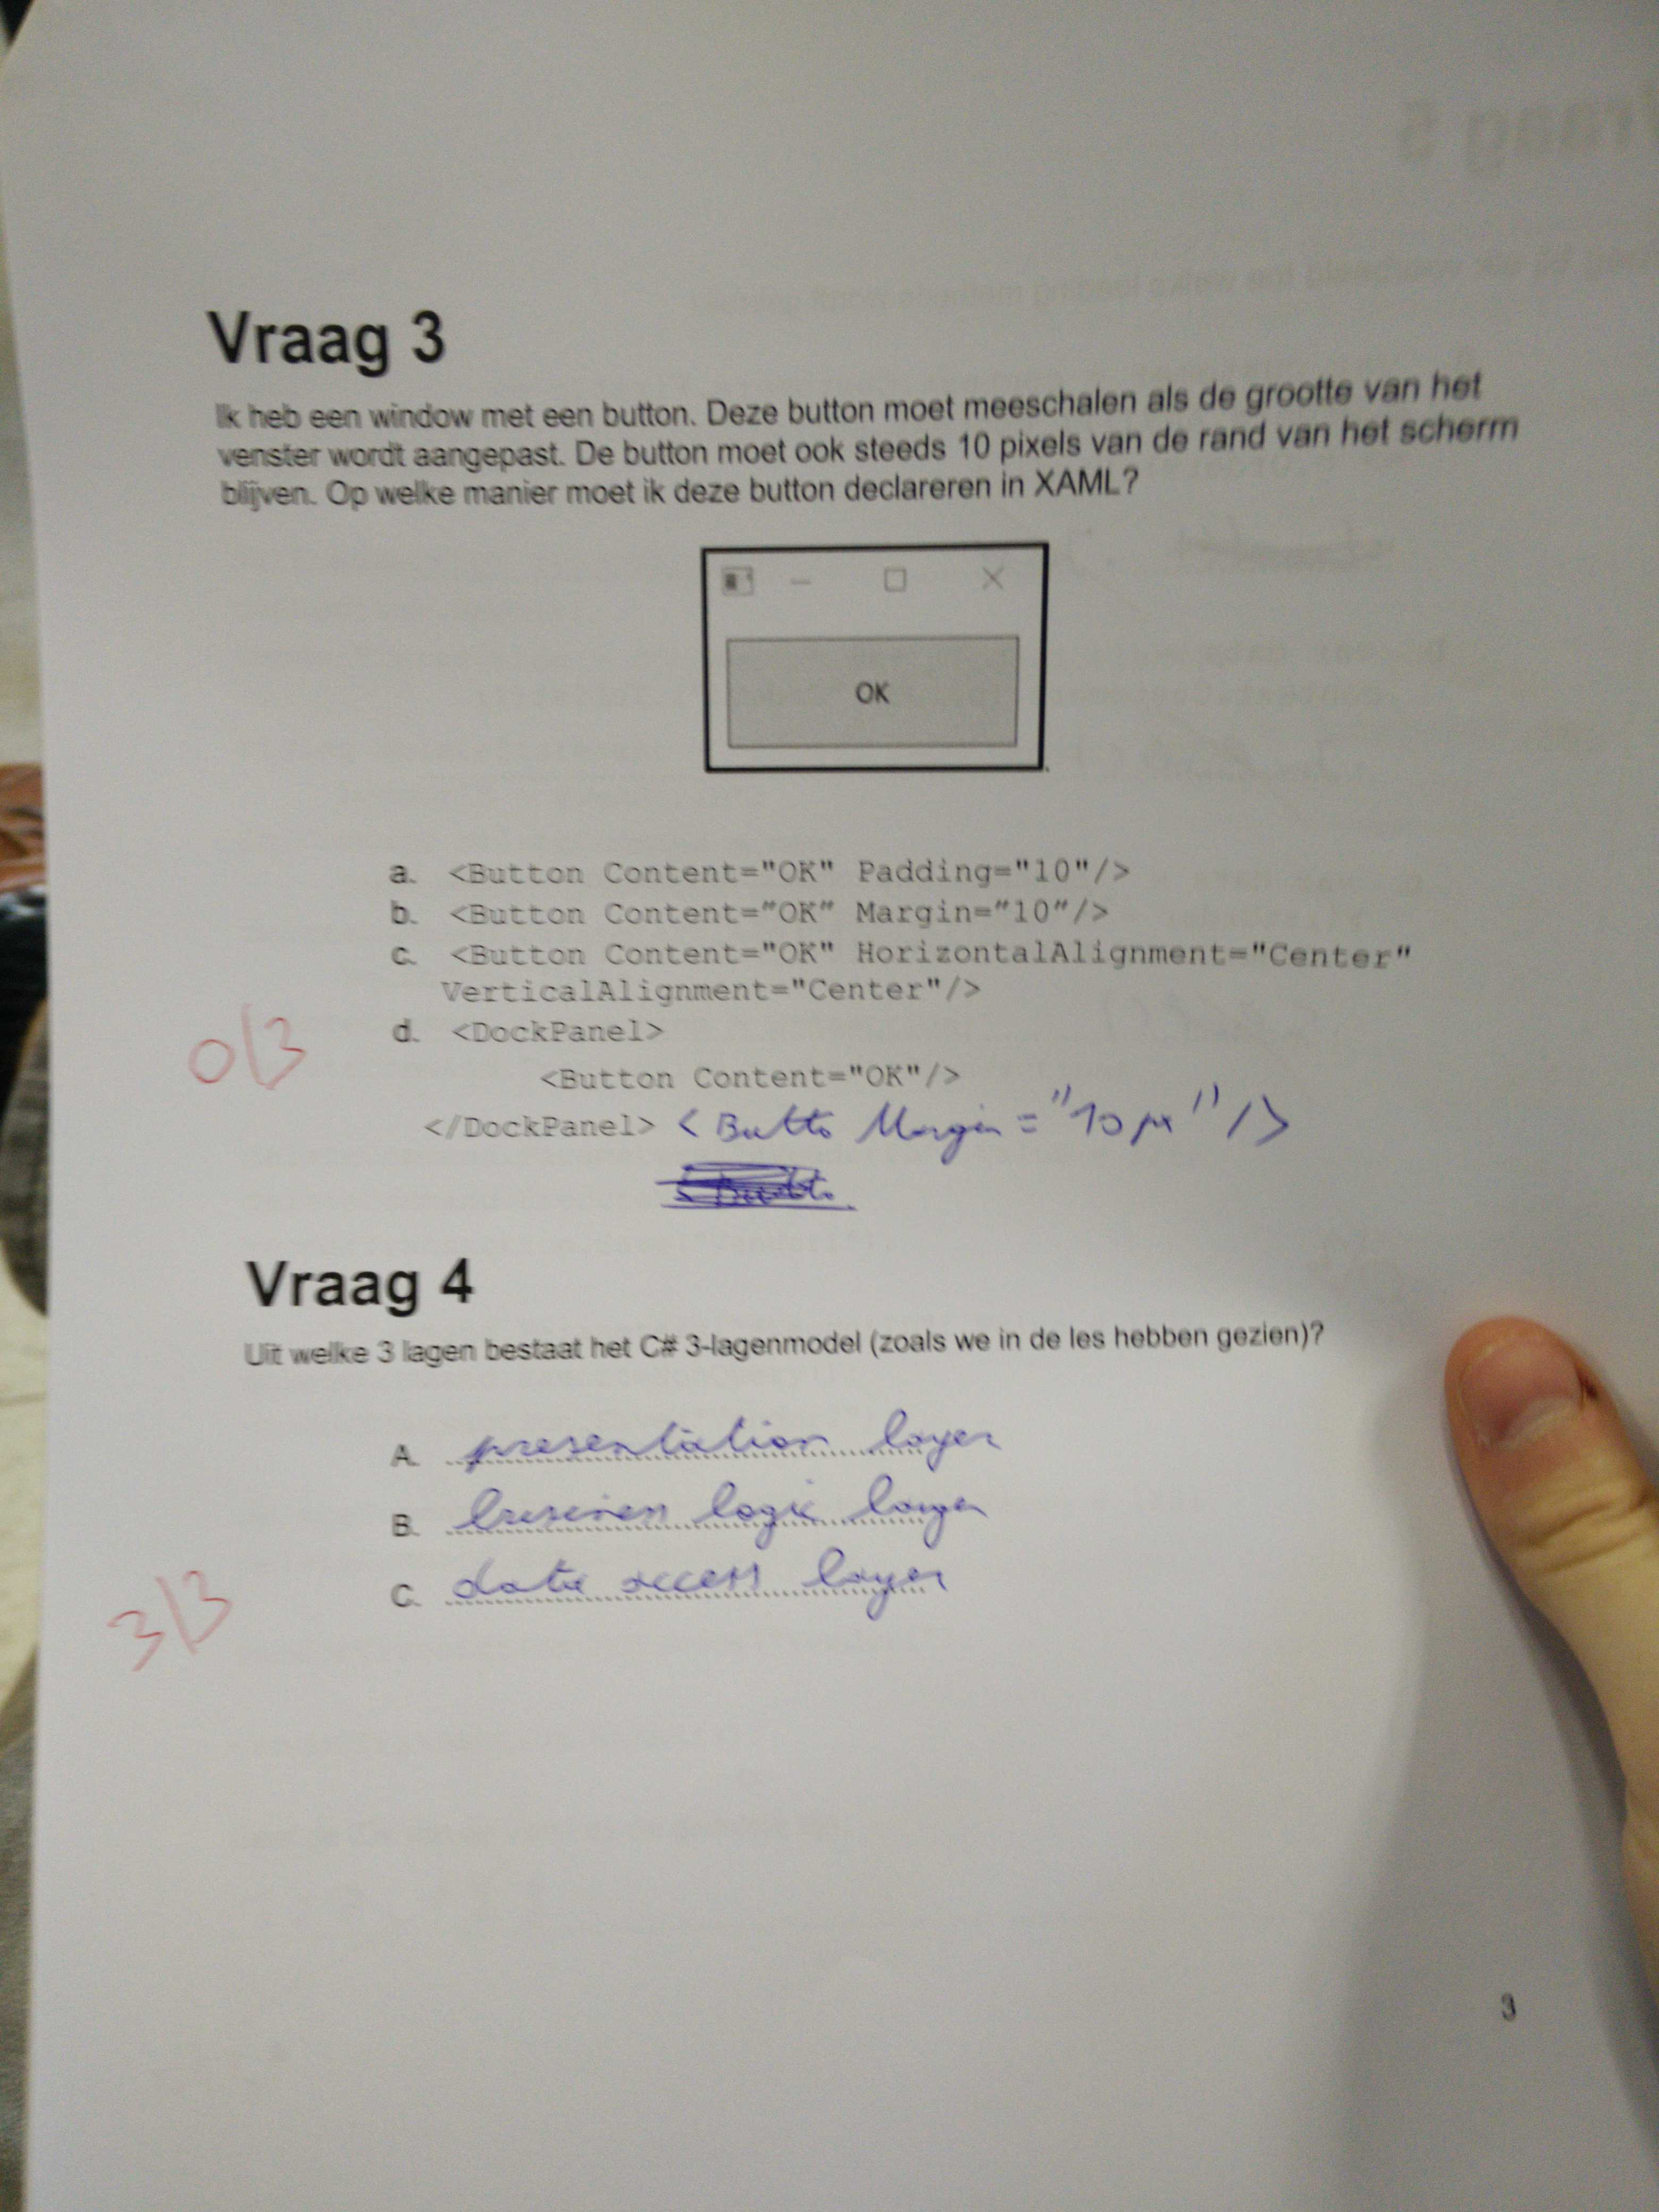 Vraag 3
Ik heb een window met een button. Deze button moet meeschalen als de grootte van het
venster wordt aangepast. De button moet ook steeds 10 pixels van de rand van het scherm
blijven. Op welke manier moet ik deze button declareren in XAML?
OK
a. <Button Content="OK" Padding="10"/>
b. <Button Content="OK" Margin="10"/>
c. <Button Content="OK" HorizontalAlignment="Center"
VerticalAlignment="Center"/>
d. <DockPanel>
0/3
<Button Content="OK"/>
</DockPanel> <Butto Margin="10px"/>
Vraag 4
Uit welke 3 lagen bestaat het C# 3-lagenmodel (zoals we in de les hebben gezien)?
A. presentation layer
B. logic layer
C. data access layer
3/3
3